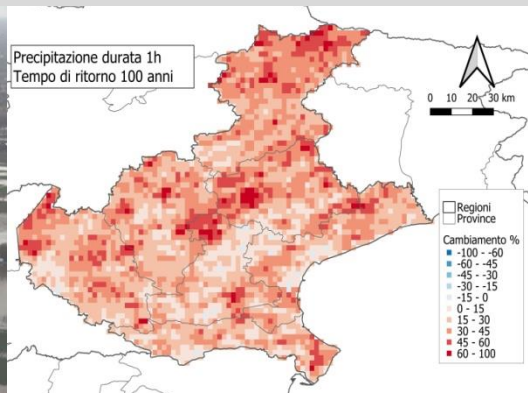 Precipitazione durata 1h
Tempo di ritorno 100 anni
0 10 20 30 km
Regioni
Province
Cambiamento %
-100 - -60
-60 - -45
-45 - -30
-30 - -15
-15 - 0
0 - 15
15 - 30
30 - 45
45 - 60
60 - 100